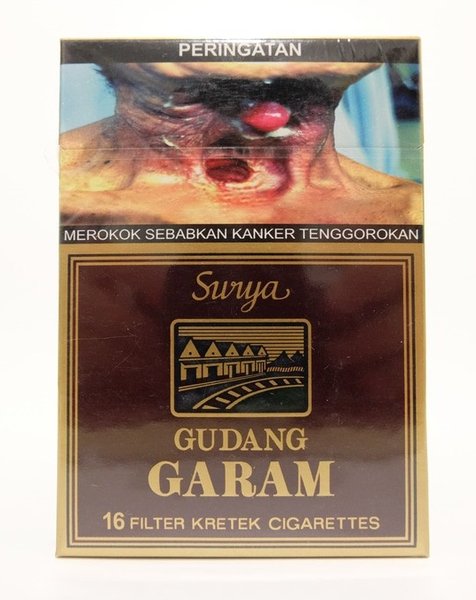 PERINGATAN
MEROKOK SEBABKAN KANKER TENGGOROKAN
Surya
GUDANG
GARAM
16 FILTER KRETEK CIGARETTES